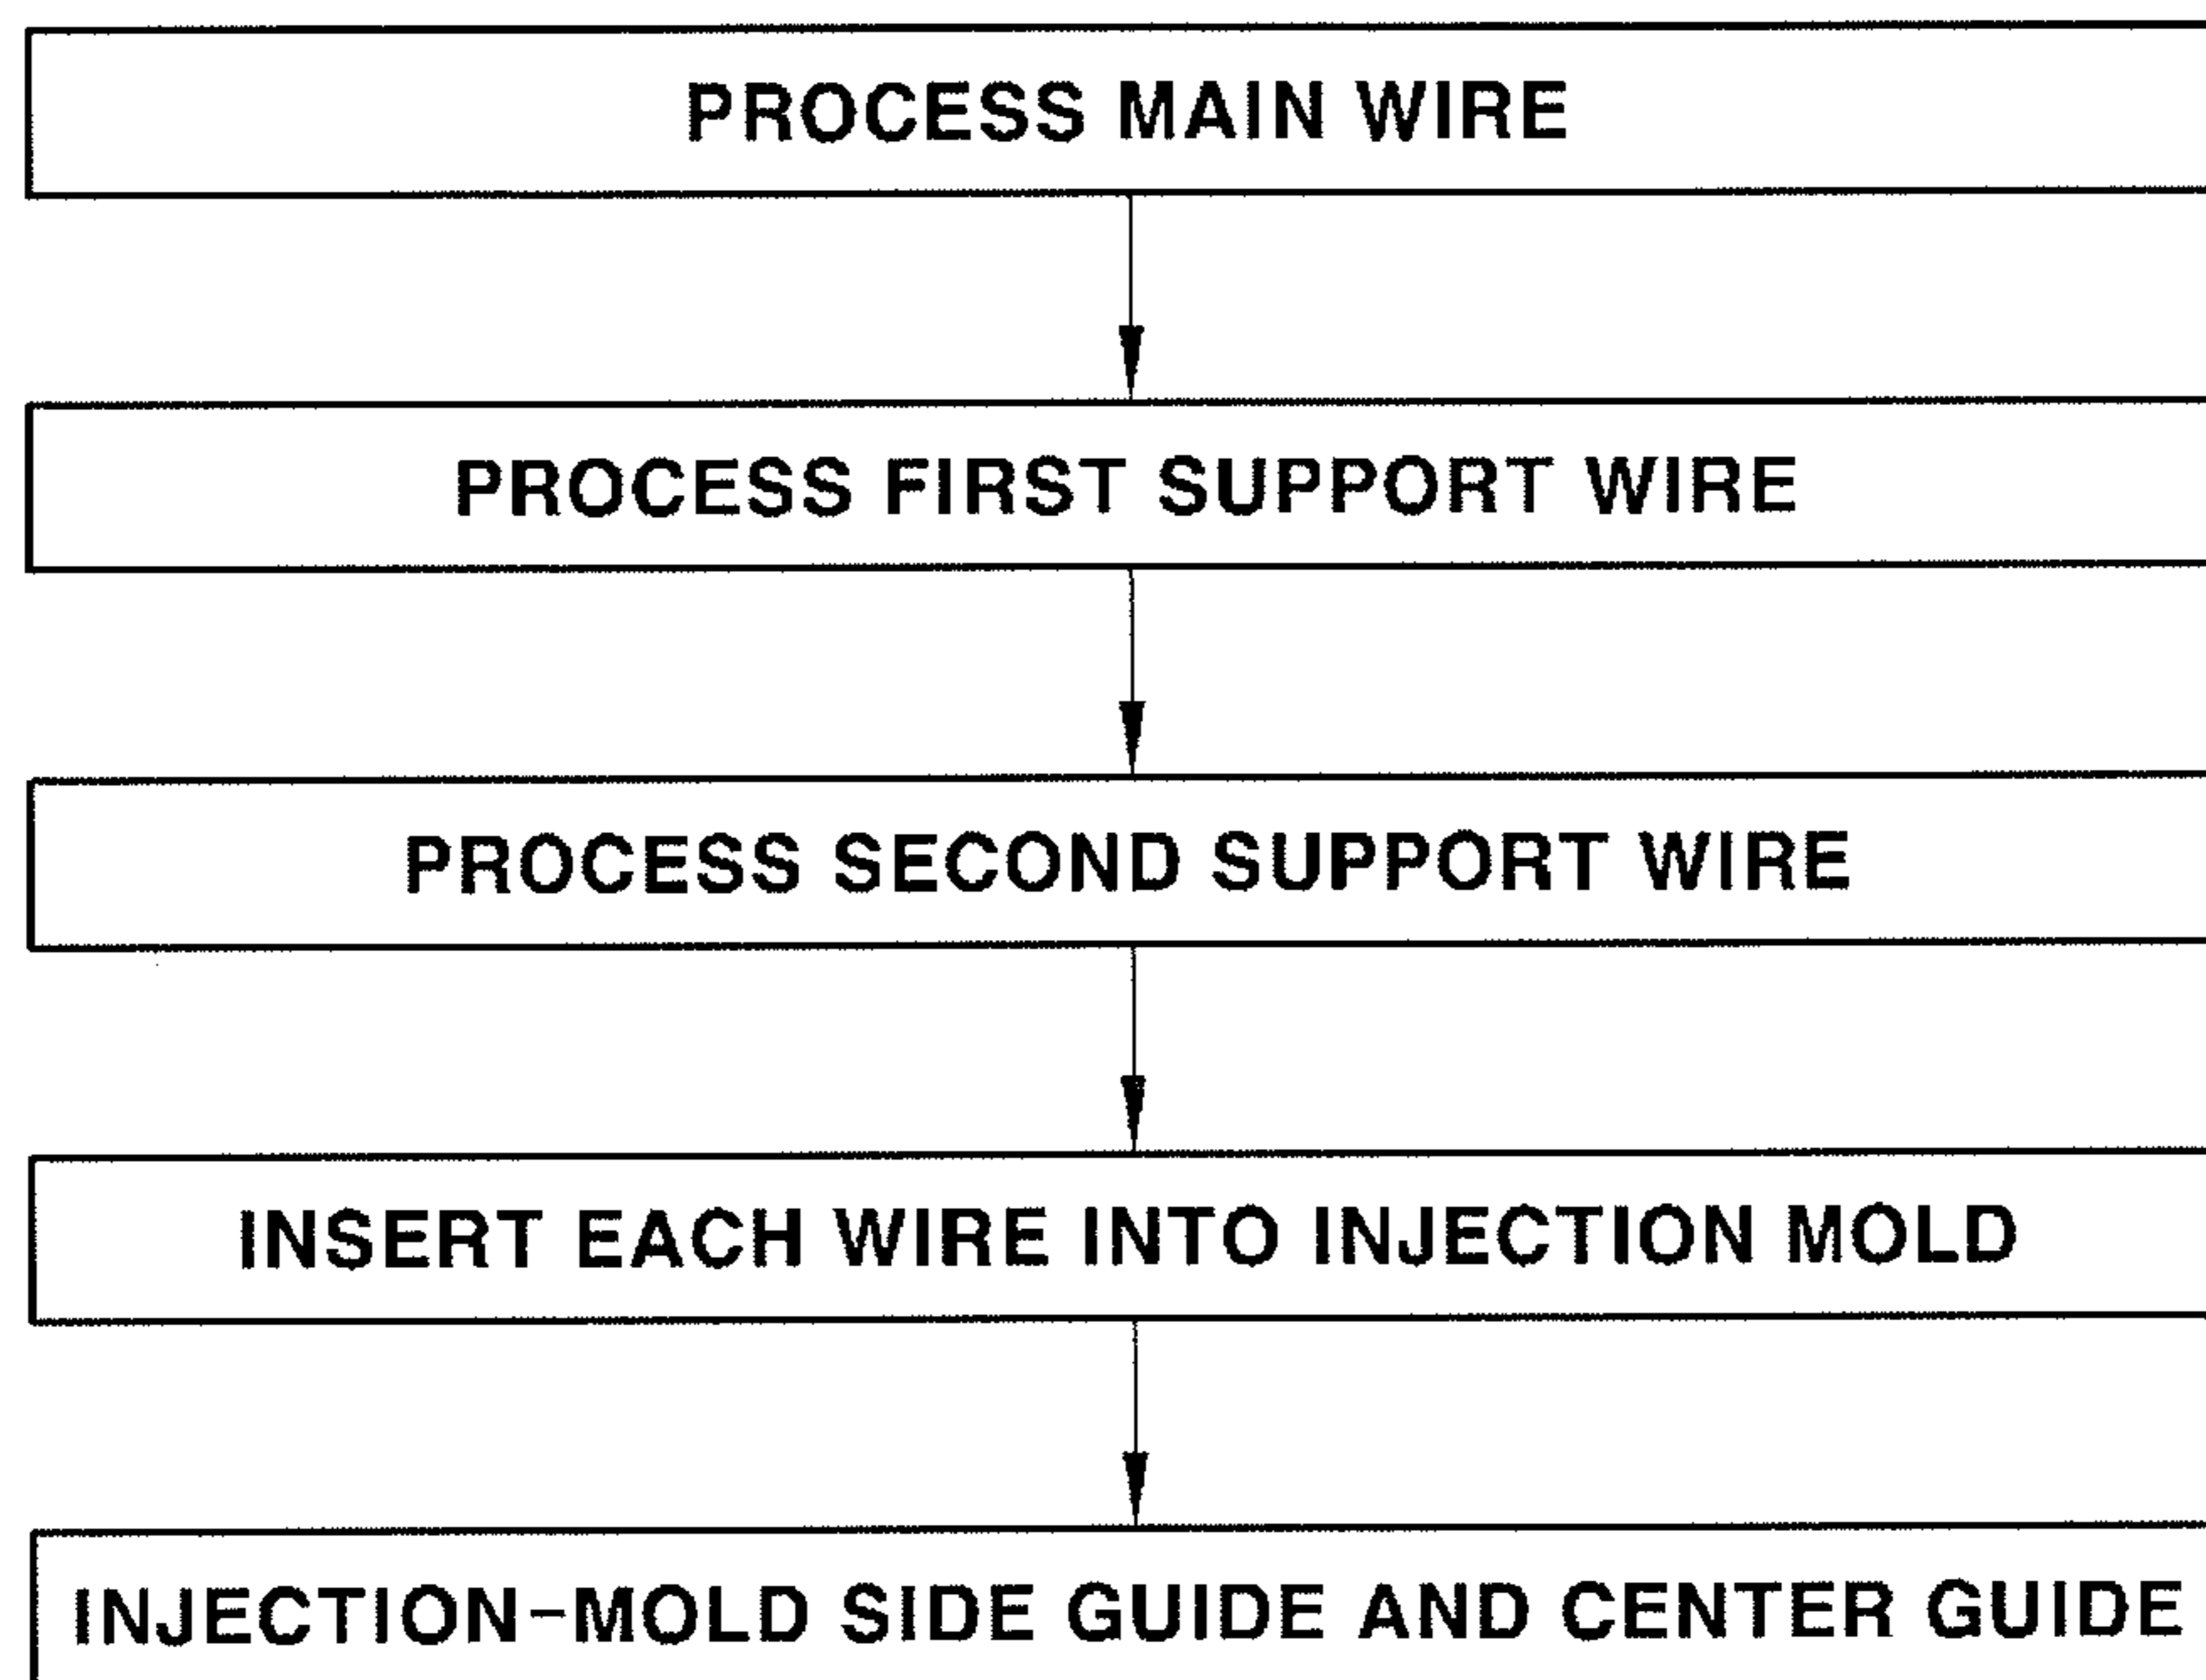 PROCESS MAIN WIRE
PROCESS FIRST SUPPORT WIRE
PROCESS SECOND SUPPORT WIRE
INSERT EACH WIRE INTO INJECTION MOLD
INJECTION-MOLD SIDE GUIDE AND CENTER GUIDE